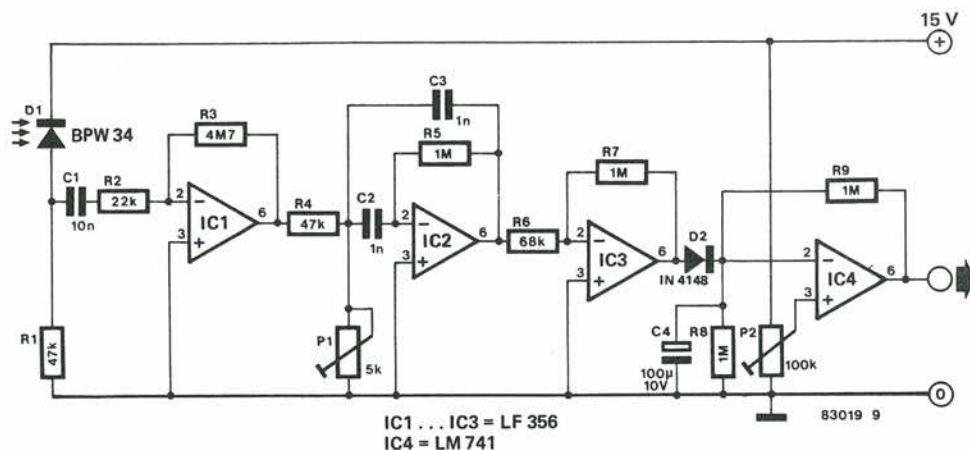 15 V
+
C3
1n
D1
BPW 34
R3
4M7
R5
1M
R7
1M
R9
1M
C1
10n
R2
22k
2
−
IC1
3
+
6
R4
47k
C2
1n
2
−
IC2
3
+
6
R6
68k
2
−
IC3
3
+
6
D2
1N 4148
2
−
IC4
3
+
6
R1
47k
P1
5k
C4
100µ
10V
R8
1M
P2
100k
0
83019 9
IC1 . . . IC3 = LF 356
IC4 = LM 741